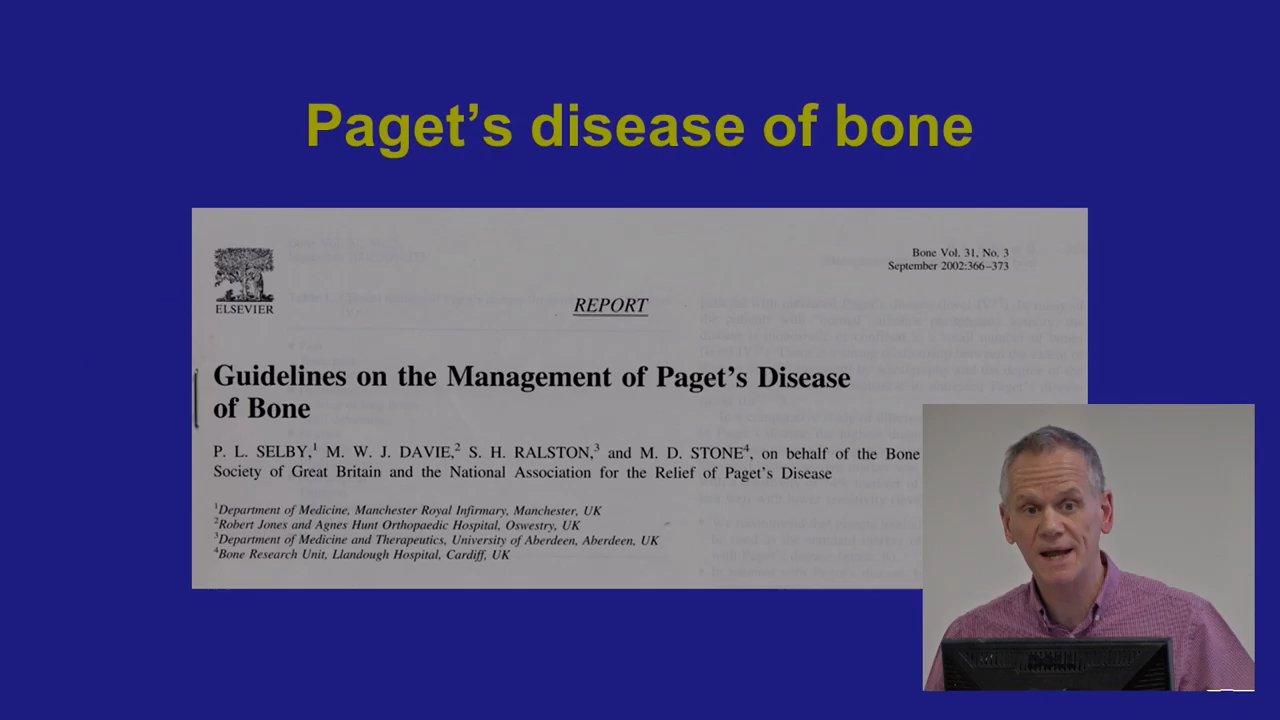 Paget’s disease of bone
Bone Vol. 31, No. 3
September 2002:366–373
ELSEVIER
REPORT
Guidelines on the Management of Paget’s Disease
of Bone
P. L. SELBY,¹ M. W. J. DAVIE,² S. H. RALSTON,³ and M. D. STONE⁴, on behalf of the Bone
Society of Great Britain and the National Association for the Relief of Paget’s Disease
¹Department of Medicine, Manchester Royal Infirmary, Manchester, UK
²Robert Jones and Agnes Hunt Orthopaedic Hospital, Oswestry, UK
³Department of Medicine and Therapeutics, University of Aberdeen, Aberdeen, UK
⁴Bone Research Unit, Llandough Hospital, Cardiff, UK